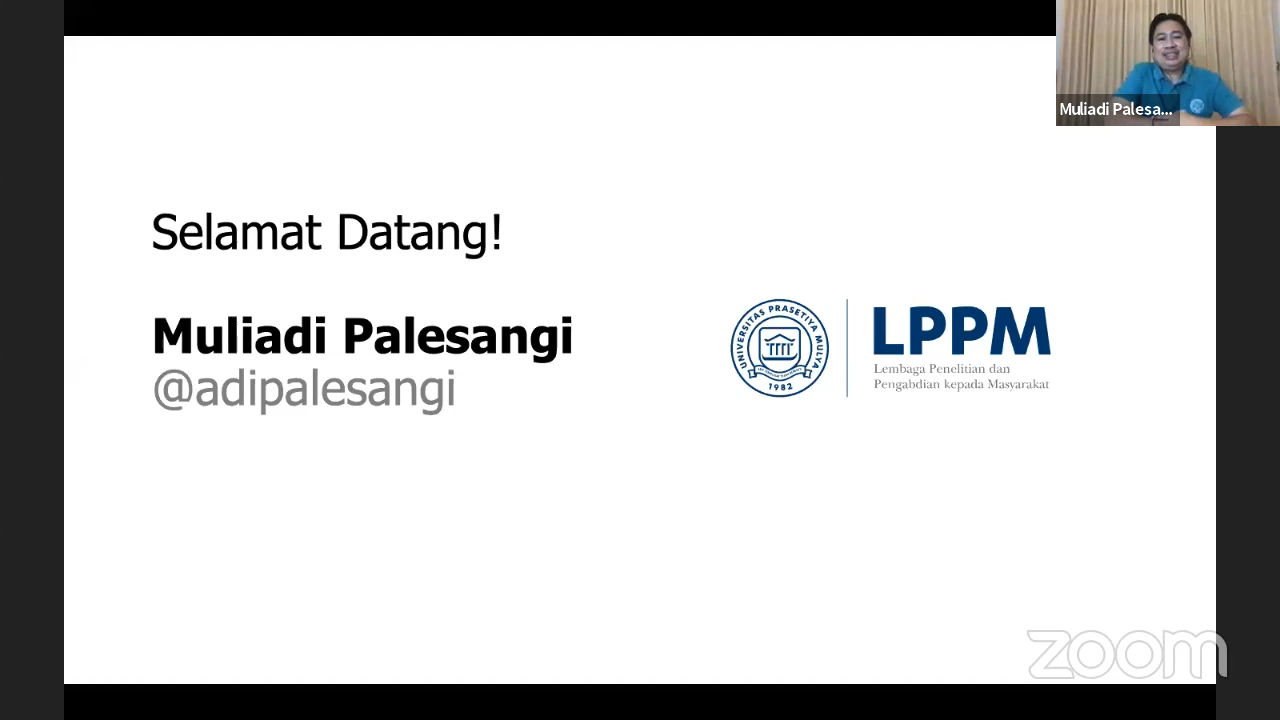 Muliadi Palesa...
Selamat Datang!
Muliadi Palesangi
@adipalesangi
UNIVERSITAS PRASETIYA MULYA
1982
LPPM
Lembaga Penelitian dan
Pengabdian kepada Masyarakat
zoom